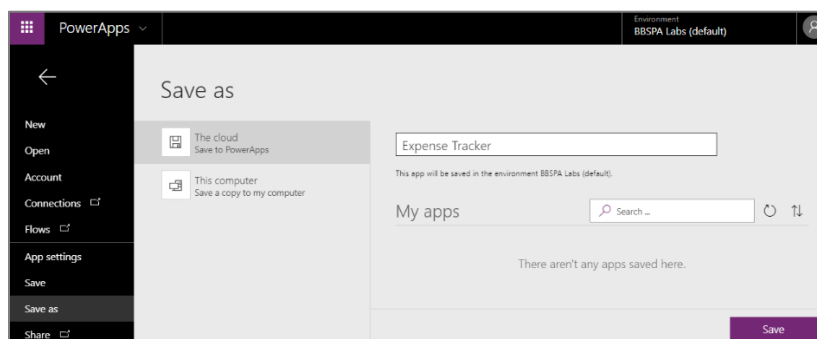 PowerApps
Environment
BBSPA Labs (default)
Save as
New
Open
Account
Connections
Flows
App settings
Save
Save as
Share
The cloud
Save to PowerApps
This computer
Save a copy to my computer
Expense Tracker
This app will be saved in the environment BBSPA Labs (default).
My apps
Search ...
There aren't any apps saved here.
Save